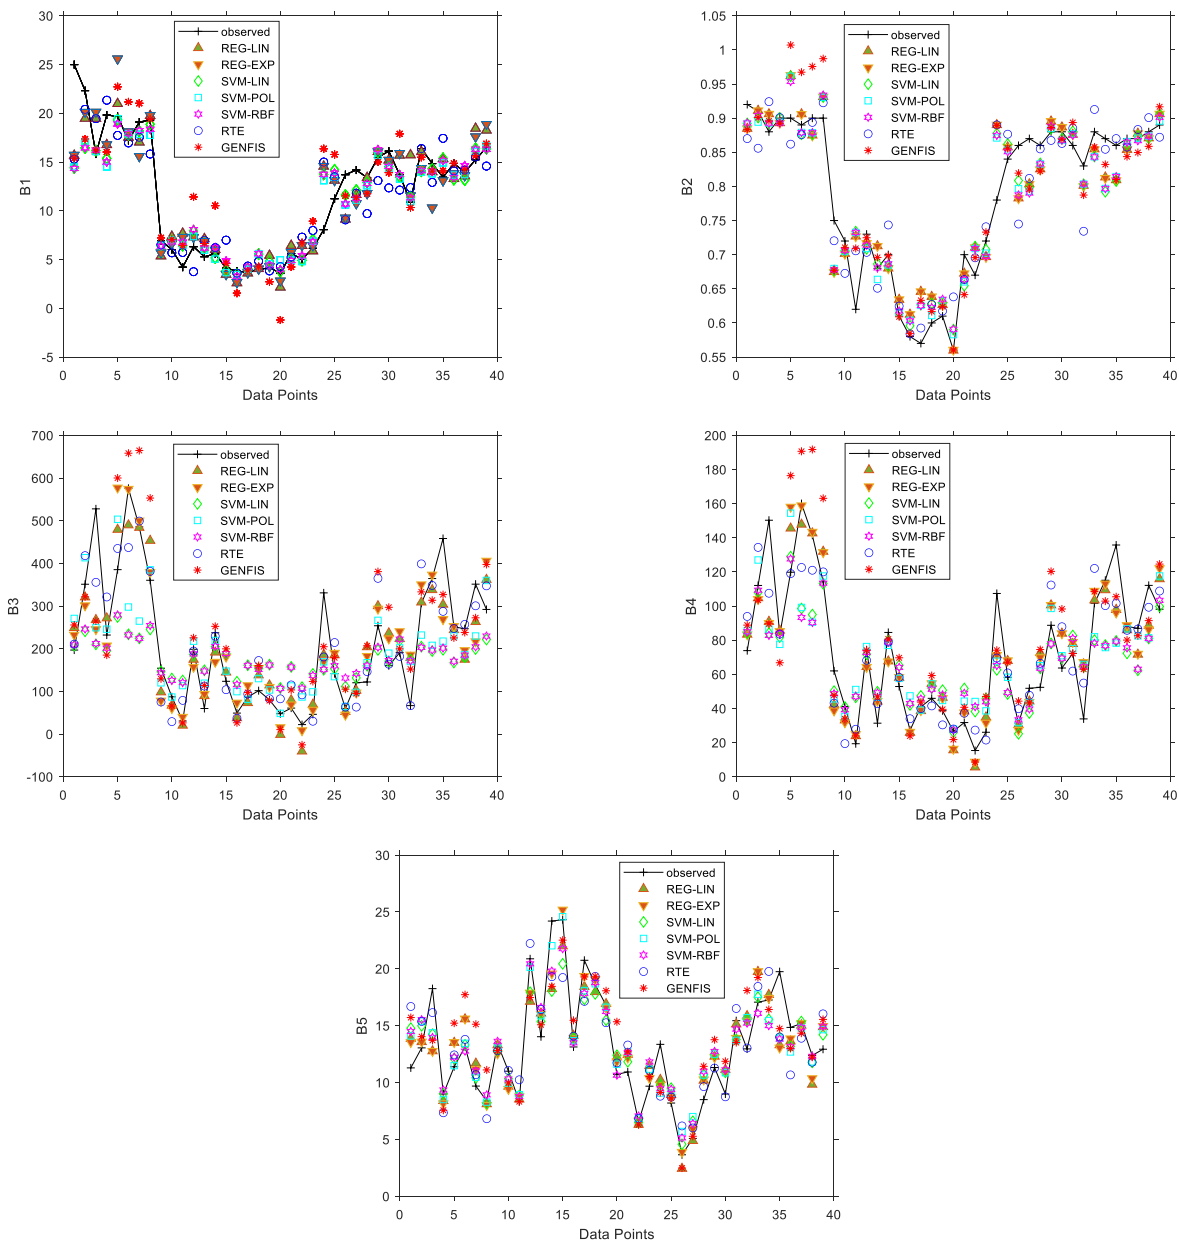 30
25
20
15
10
5
0
-5
B1
0 5 10 15 20 25 30 35 40
Data Points
observed
REG-LIN
REG-EXP
SVM-LIN
SVM-POL
SVM-RBF
RTE
GENFIS
1.05
1
0.95
0.9
0.85
0.8
0.75
0.7
0.65
0.6
0.55
B2
0 5 10 15 20 25 30 35 40
Data Points
observed
REG-LIN
REG-EXP
SVM-LIN
SVM-POL
SVM-RBF
RTE
GENFIS
700
600
500
400
300
200
100
0
-100
B3
0 5 10 15 20 25 30 35 40
Data Points
observed
REG-LIN
REG-EXP
SVM-LIN
SVM-POL
SVM-RBF
RTE
GENFIS
200
180
160
140
120
100
80
60
40
20
0
B4
0 5 10 15 20 25 30 35 40
Data Points
observed
REG-LIN
REG-EXP
SVM-LIN
SVM-POL
SVM-RBF
RTE
GENFIS
30
25
20
15
10
5
0
B5
0 5 10 15 20 25 30 35 40
Data Points
observed
REG-LIN
REG-EXP
SVM-LIN
SVM-POL
SVM-RBF
RTE
GENFIS